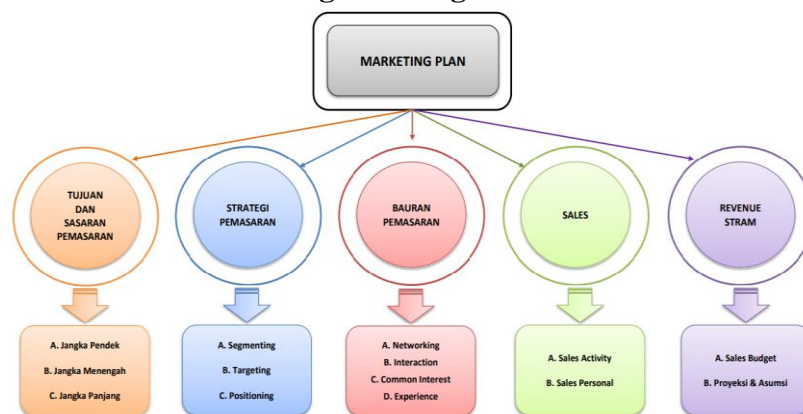 MARKETING PLAN
TUJUAN
DAN
SASARAN
PEMASARAN
STRATEGI
PEMASARAN
BAURAN
PEMASARAN
SALES
REVENUE
STRAM
A. Jangka Pendek
B. Jangka Menengah
C. Jangka Panjang
A. Segmenting
B. Targeting
C. Positioning
A. Networking
B. Interaction
C. Common Interest
D. Experience
A. Sales Activity
B. Sales Personal
A. Sales Budget
B. Proyeksi & Asumsi